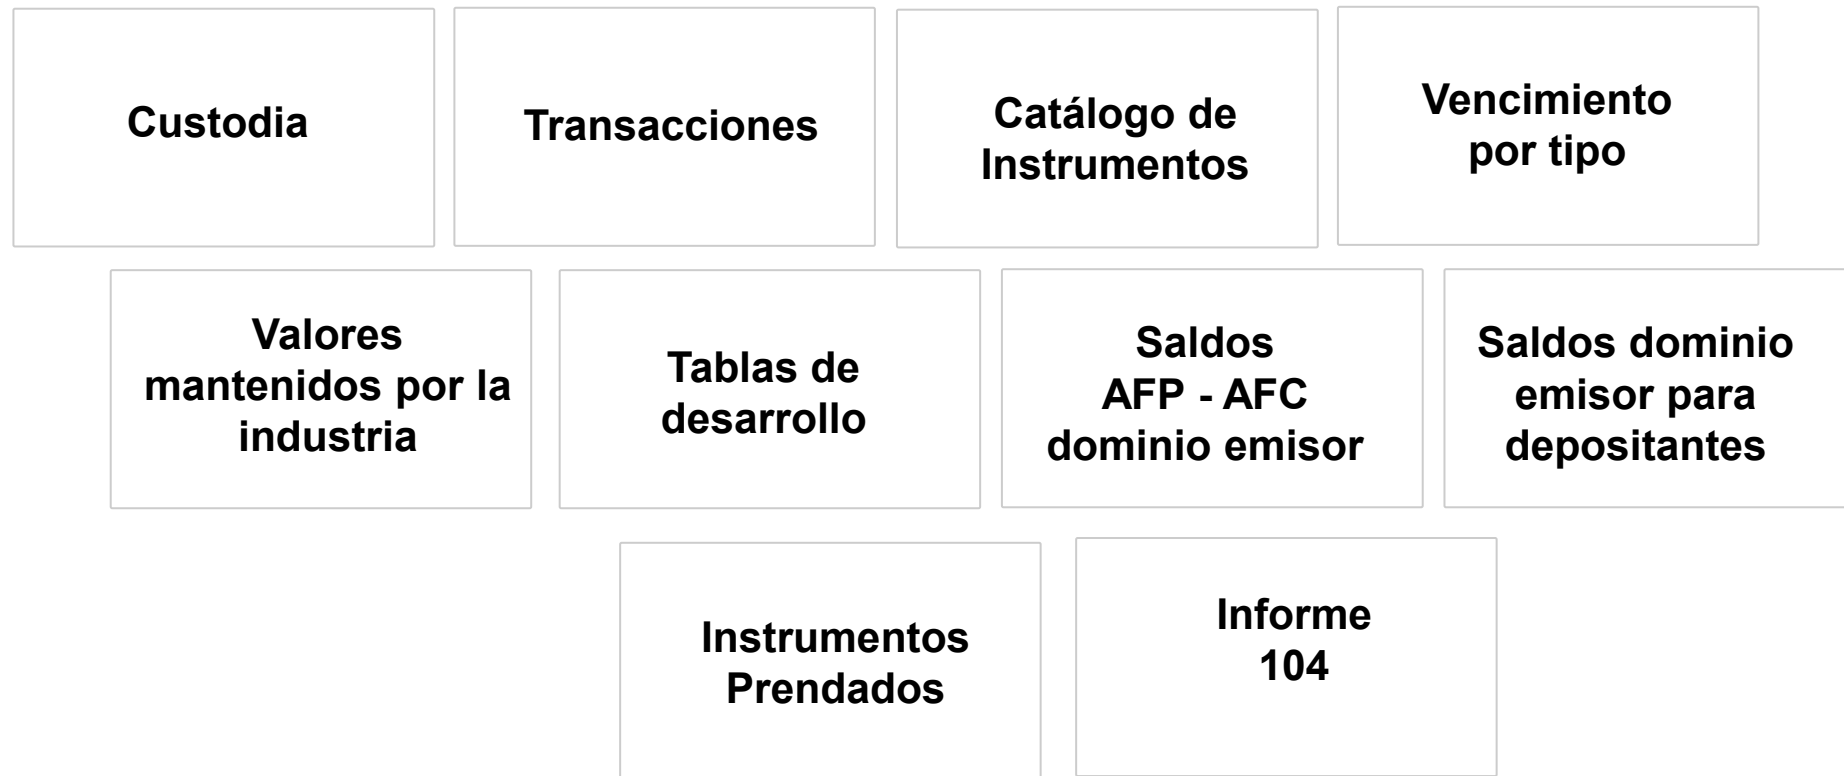 Custodia
Transacciones
Catálogo de
Instrumentos
Vencimiento
por tipo
Valores
mantenidos por la
industria
Tablas de
desarrollo
Saldos
AFP - AFC
dominio emisor
Saldos dominio
emisor para
depositantes
Instrumentos
Prendados
Informe
104